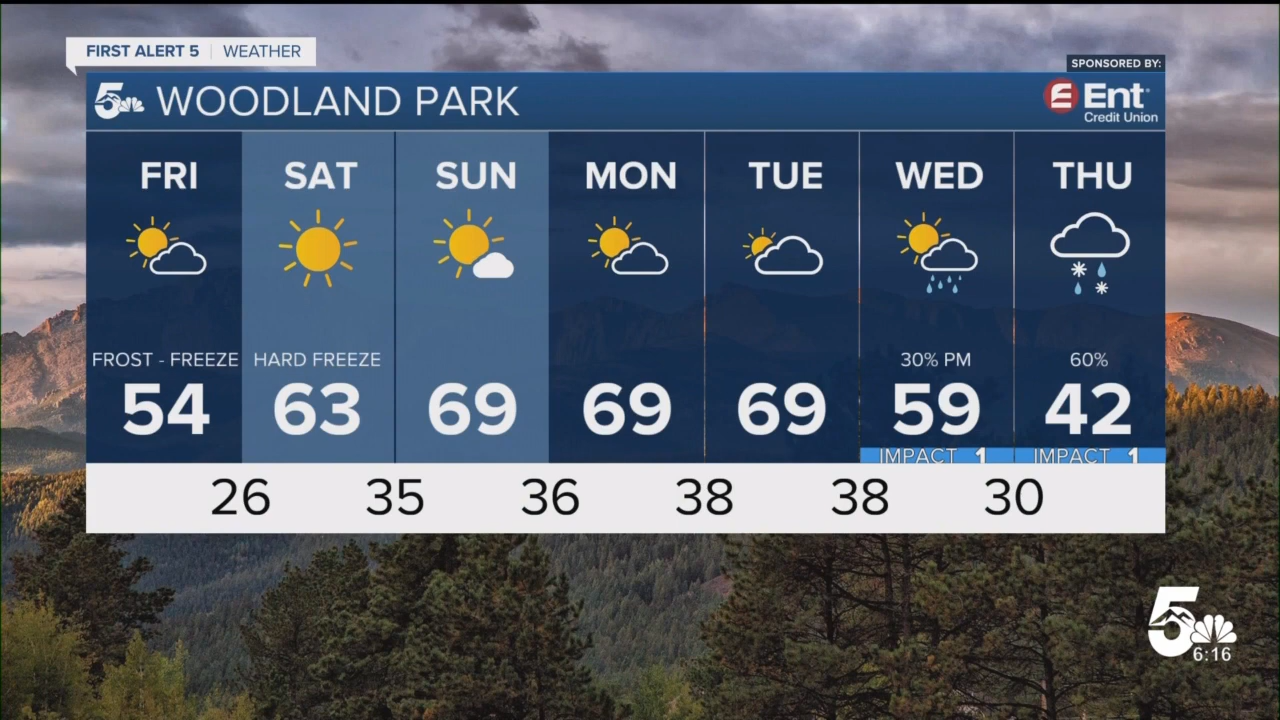 FIRST ALERT 5 | WEATHER
SPONSORED BY:
5 WOODLAND PARK
Ent
Credit Union
FRI SAT SUN MON TUE WED THU
FROST - FREEZE HARD FREEZE 30% PM 60%
54 63 69 69 69 59 42
IMPACT 1 IMPACT 1
26 35 36 38 38 30
5
6:16